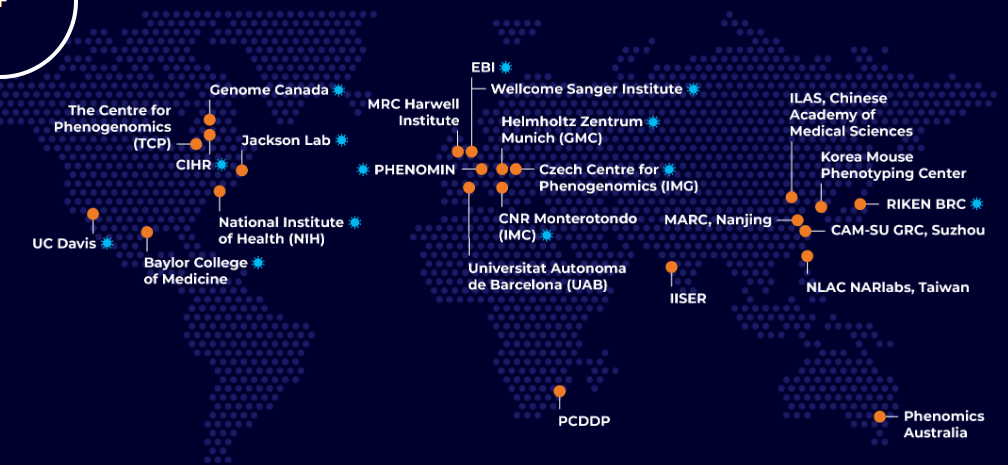 Genome Canada
The Centre for
Phenogenomics
(TCP)
CIHR
Jackson Lab
National Institute
of Health (NIH)
UC Davis
Baylor College
of Medicine
EBI
Wellcome Sanger Institute
MRC Harwell
Institute
Helmholtz Zentrum
Munich (GMC)
PHENOMIN
Czech Centre for
Phenogenomics (IMG)
CNR Monterotondo
(IMC)
Universitat Autonoma
de Barcelona (UAB)
ILAS, Chinese
Academy of
Medical Sciences
Korea Mouse
Phenotyping Center
RIKEN BRC
MARC, Nanjing
CAM-SU GRC, Suzhou
NLAC NARlabs, Taiwan
IISER
PCDDP
Phenomics
Australia